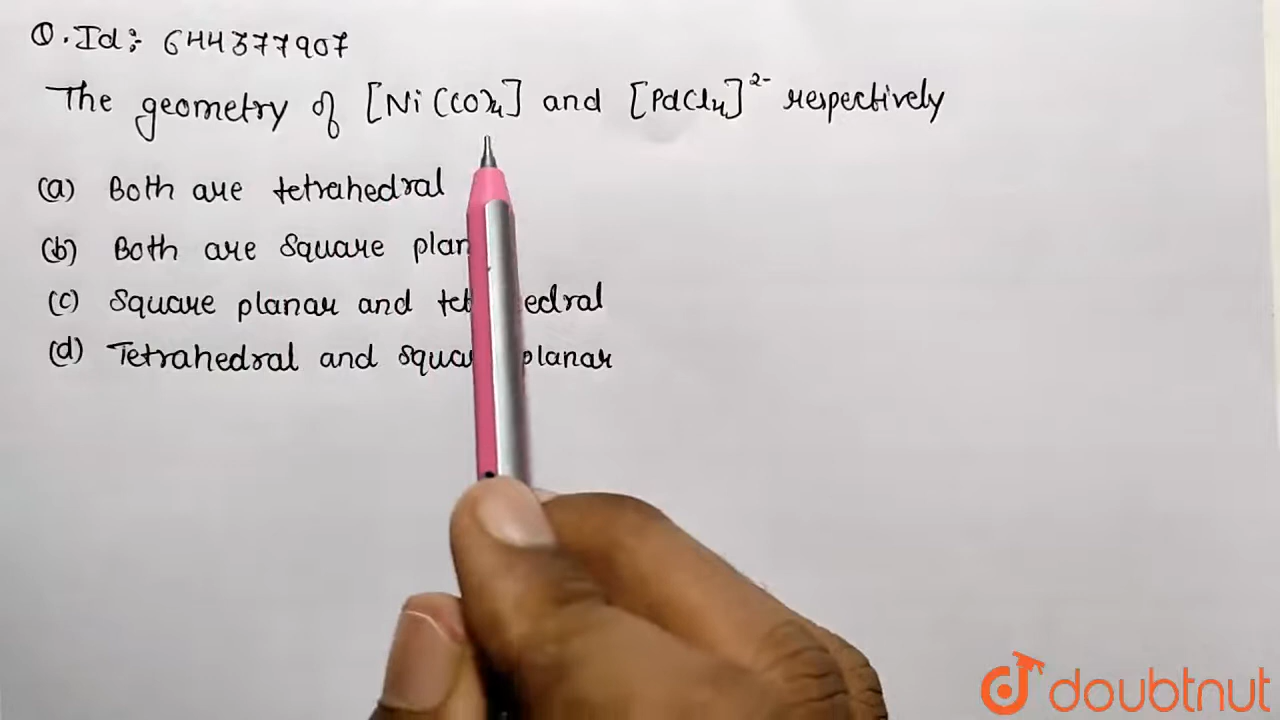 Q. Id:- 644377907
The geometry of [Ni(CO)4] and [PdCl4]2- respectively
(a) Both are tetrahedral
(b) Both are square plan
(c) Square planar and tet edral
(d) Tetrahedral and squa planar
doubtnut